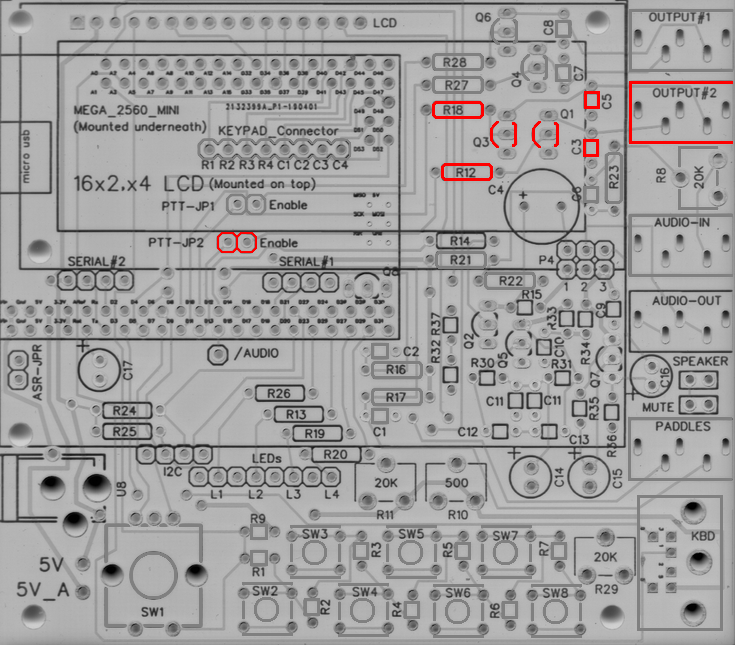 OUTPUT#1
Q6
C8
LCD
R28
Q4
C7
R27
OUTPUT#2
MEGA_2560_MINI
2132399A_P1-190401
R18
Q1
C5
(Mounted underneath)
KEYPAD_Connector
Q3
C3
micro usb
R1 R2 R3 R4 C1 C2 C3 C4
R12
R23
R8
20K
16x2.x4 LCD (Mounted on top)
C4
C6
PTT-JP1
Enable
AUDIO-IN
PTT-JP2
Enable
R14
SERIAL#2
SERIAL#1
R21
P4
Q8
R22
1 2 3
R15
AUDIO-OUT
R37
R33
C9
Q2
ASR-JPR
C17
/AUDIO
C2
R32
Q5
C10
R34
R16
R30
R31
Q7
SPEAKER
C16
R26
R17
C11
C11
MUTE
R24
R13
C1
R35
R25
R19
C12
C13
R36
PADDLES
I2C
LEDs
R20
U8
L1 L2 L3 L4
20K
500
C14
C15
R11
R10
R9
SW3
R3
SW5
R5
SW7
R7
20K
KBD
5V
R1
5V_A
SW1
SW2
R2
SW4
R4
SW6
R6
SW8
R29